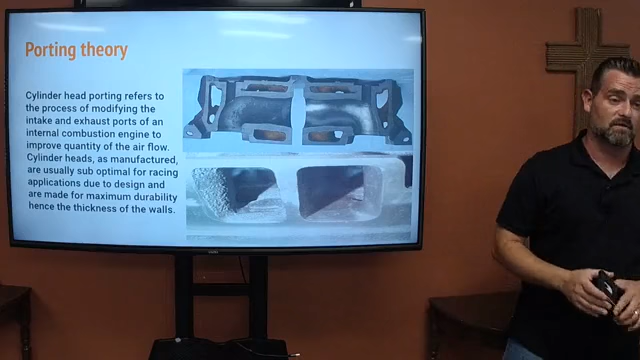 Porting theory
Cylinder head porting refers to
the process of modifying the
intake and exhaust ports of an
internal combustion engine to
improve quantity of the air flow.
Cylinder heads, as manufactured,
are usually sub optimal for racing
applications due to design and
are made for maximum durability
hence the thickness of the walls.